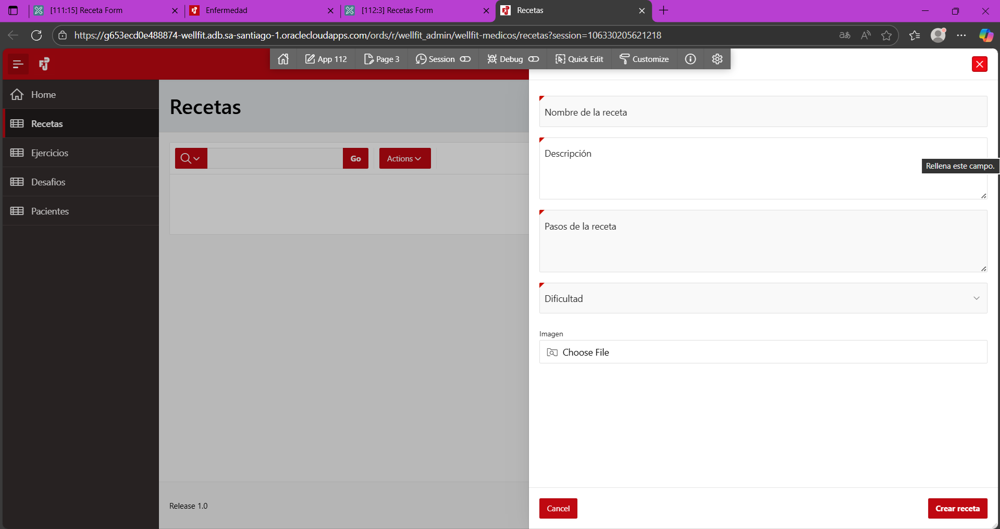 [111:15] Receta Form
Enfermedad
[112:3] Recetas Form
Recetas
https://g653ecd0e488874-wellfit.adb.sa-santiago-1.oraclecloudapps.com/ords/r/wellfit_admin/wellfit-medicos/recetas?session=106330205621218
App 112
Page 3
Session
Debug
Quick Edit
Customize
Home
Recetas
Ejercicios
Desafios
Pacientes
Recetas
Go
Actions
Release 1.0
Nombre de la receta
Descripción
Rellena este campo.
Pasos de la receta
Dificultad
Imagen
Choose File
Cancel
Crear receta